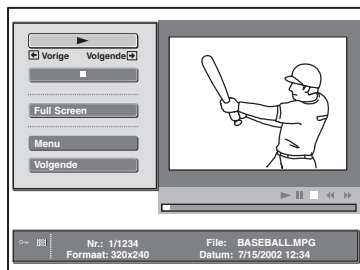 Vorige Volgende
Full Screen
Menu
Volgende
Nr.: 1/1234 File: BASEBALL.MPG
Formaat: 320x240 Datum: 7/15/2002 12:34